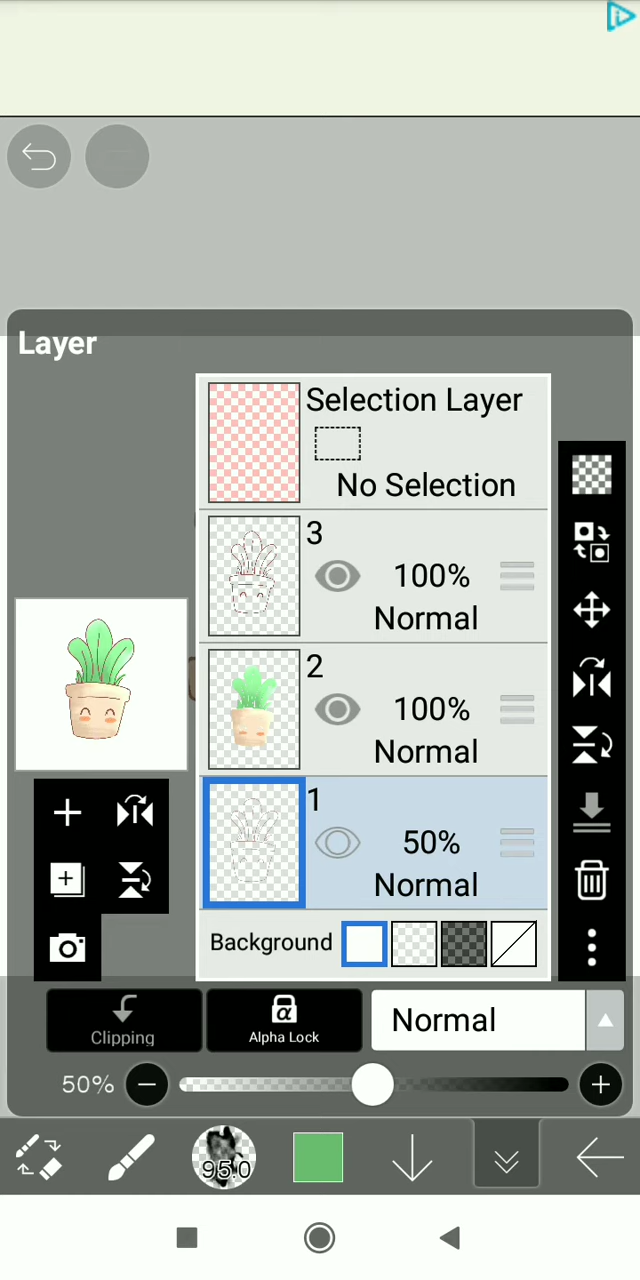 Layer
Selection Layer
No Selection
3
100%
Normal
2
100%
Normal
1
50%
Normal
Background
Clipping
α
Alpha Lock
Normal
50%
95.0